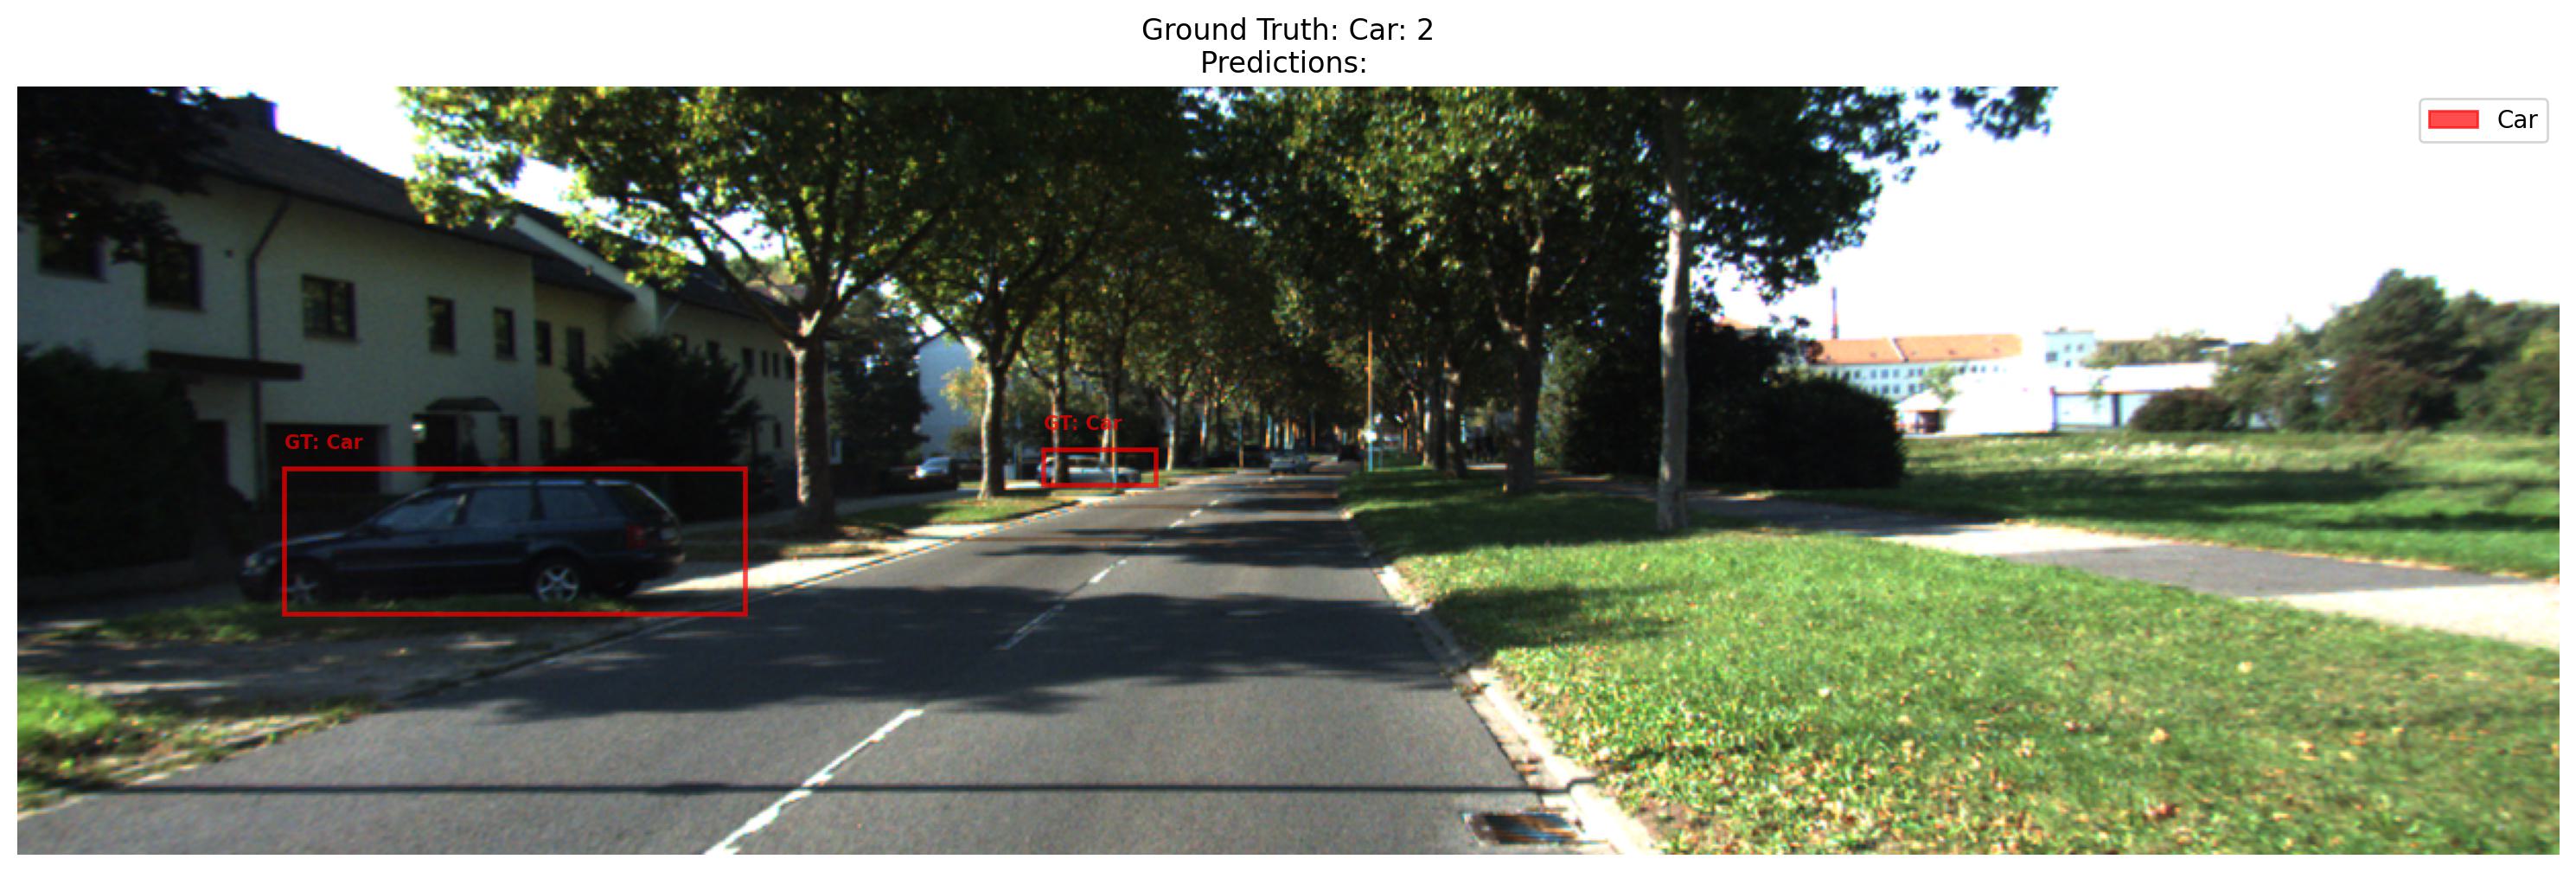 Ground Truth: Car: 2
Predictions:
Car
GT: Car
GT: Car